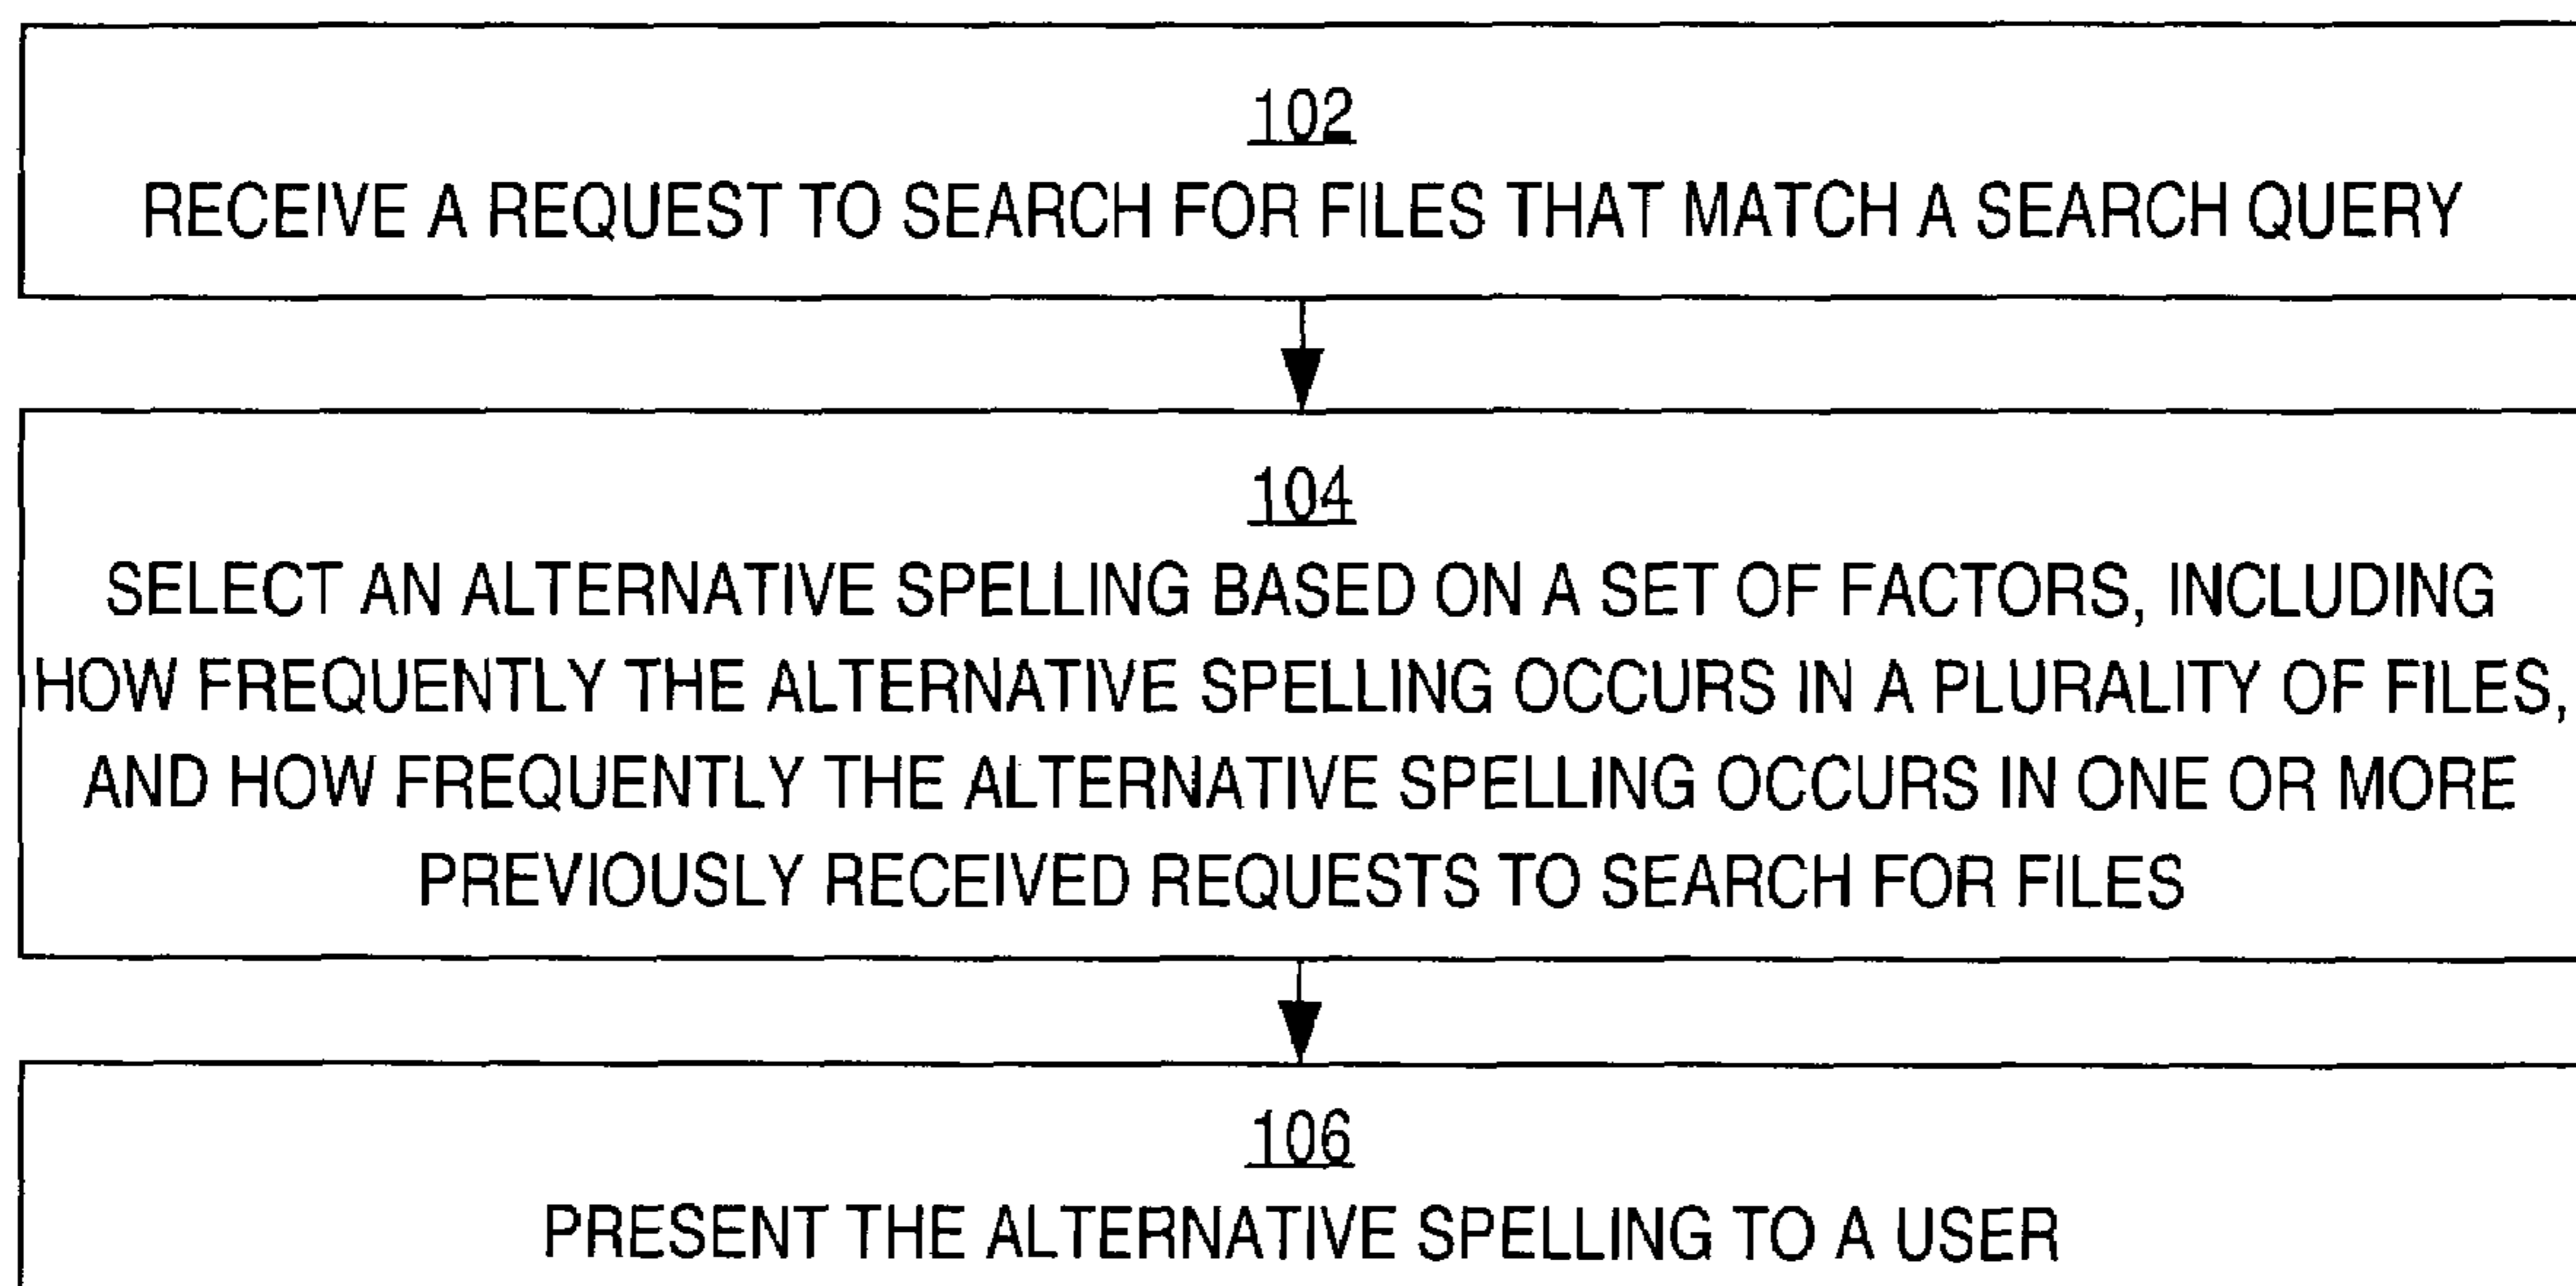 102
RECEIVE A REQUEST TO SEARCH FOR FILES THAT MATCH A SEARCH QUERY
104
SELECT AN ALTERNATIVE SPELLING BASED ON A SET OF FACTORS, INCLUDING
HOW FREQUENTLY THE ALTERNATIVE SPELLING OCCURS IN A PLURALITY OF FILES,
AND HOW FREQUENTLY THE ALTERNATIVE SPELLING OCCURS IN ONE OR MORE
PREVIOUSLY RECEIVED REQUESTS TO SEARCH FOR FILES
106
PRESENT THE ALTERNATIVE SPELLING TO A USER